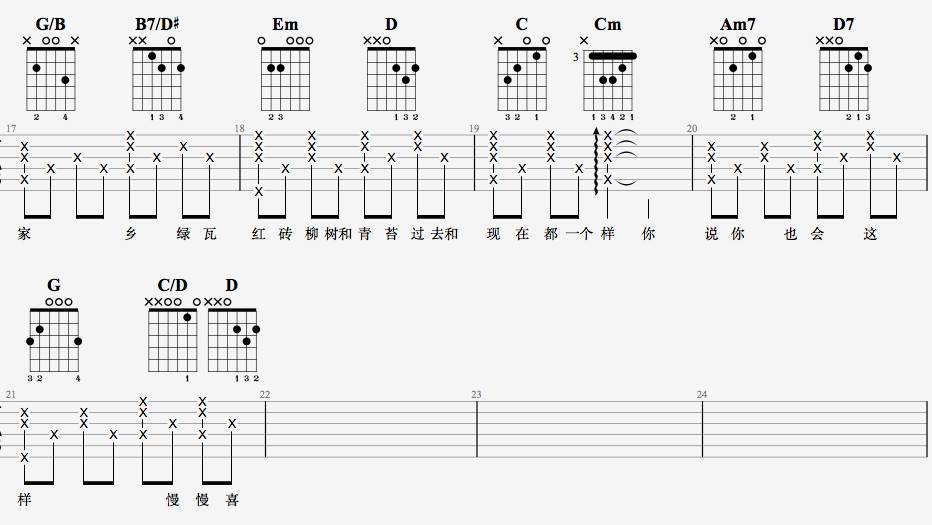 G/B B7/D♯ Em D C Cm Am7 D7
3
2 4 1 3 4 2 3 1 3 2 3 2 1 1 3 4 2 1 2 1 2 1 3
17 18 19 20
家 乡 绿 瓦 红 砖 柳 树和 青 苔 过 去和 现 在 都 一个 样 你 说 你 也 会 这
G C/D D
3 2 4 1 1 3 2
21 22 23 24
样 慢 慢 喜